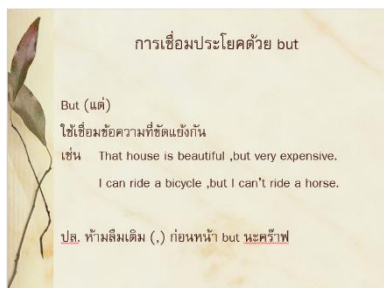 การเชื่อมประโยคด้วย but
But (แต่)
ใช้เชื่อมข้อความที่ขัดแย้งกัน
เช่น That house is beautiful ,but very expensive.
I can ride a bicycle ,but I can't ride a horse.
ปล. ห้ามลืมเติม (,) ก่อนหน้า but นะคร๊าฟ